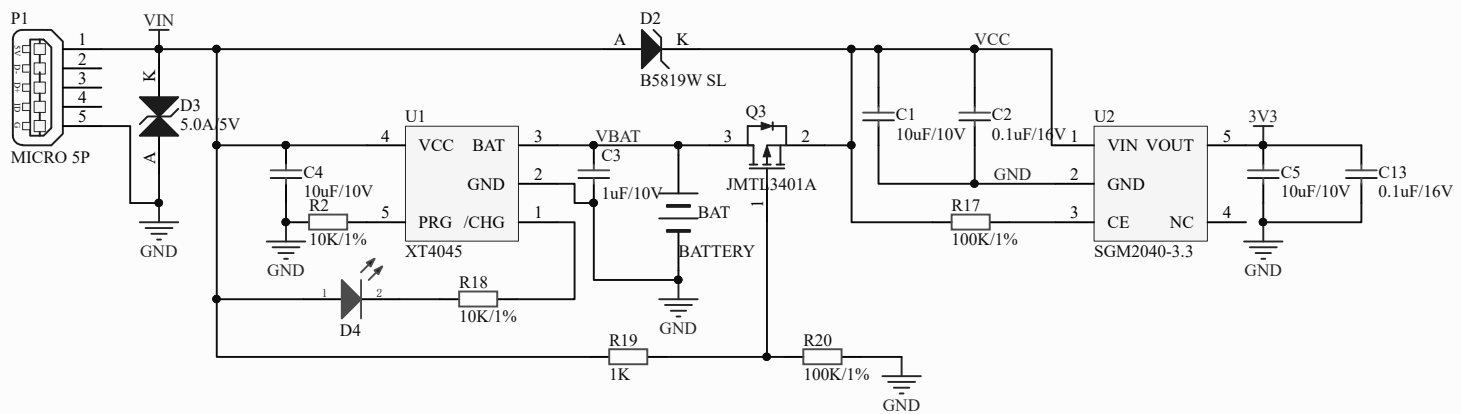 P1
VIN
1
2
3
4
5
5V
D-
D+
ID
G
MICRO 5P
K
D3
5.0A/5V
A
GND
C4
10uF/10V
R2
10K/1%
GND
U1
4
VCC
BAT
3
GND
2
5
PRG
/CHG
1
XT4045
1
2
D4
R18
10K/1%
VBAT
C3
1uF/10V
BAT
BATTERY
GND
D2
A
K
B5819W SL
Q3
3
2
JMTL3401A
1
R19
1K
R20
100K/1%
GND
VCC
C1
10uF/10V
C2
0.1uF/16V
GND
R17
100K/1%
U2
1
VIN
VOUT
5
2
GND
3
CE
NC
4
SGM2040-3.3
3V3
C5
10uF/10V
C13
0.1uF/16V
GND